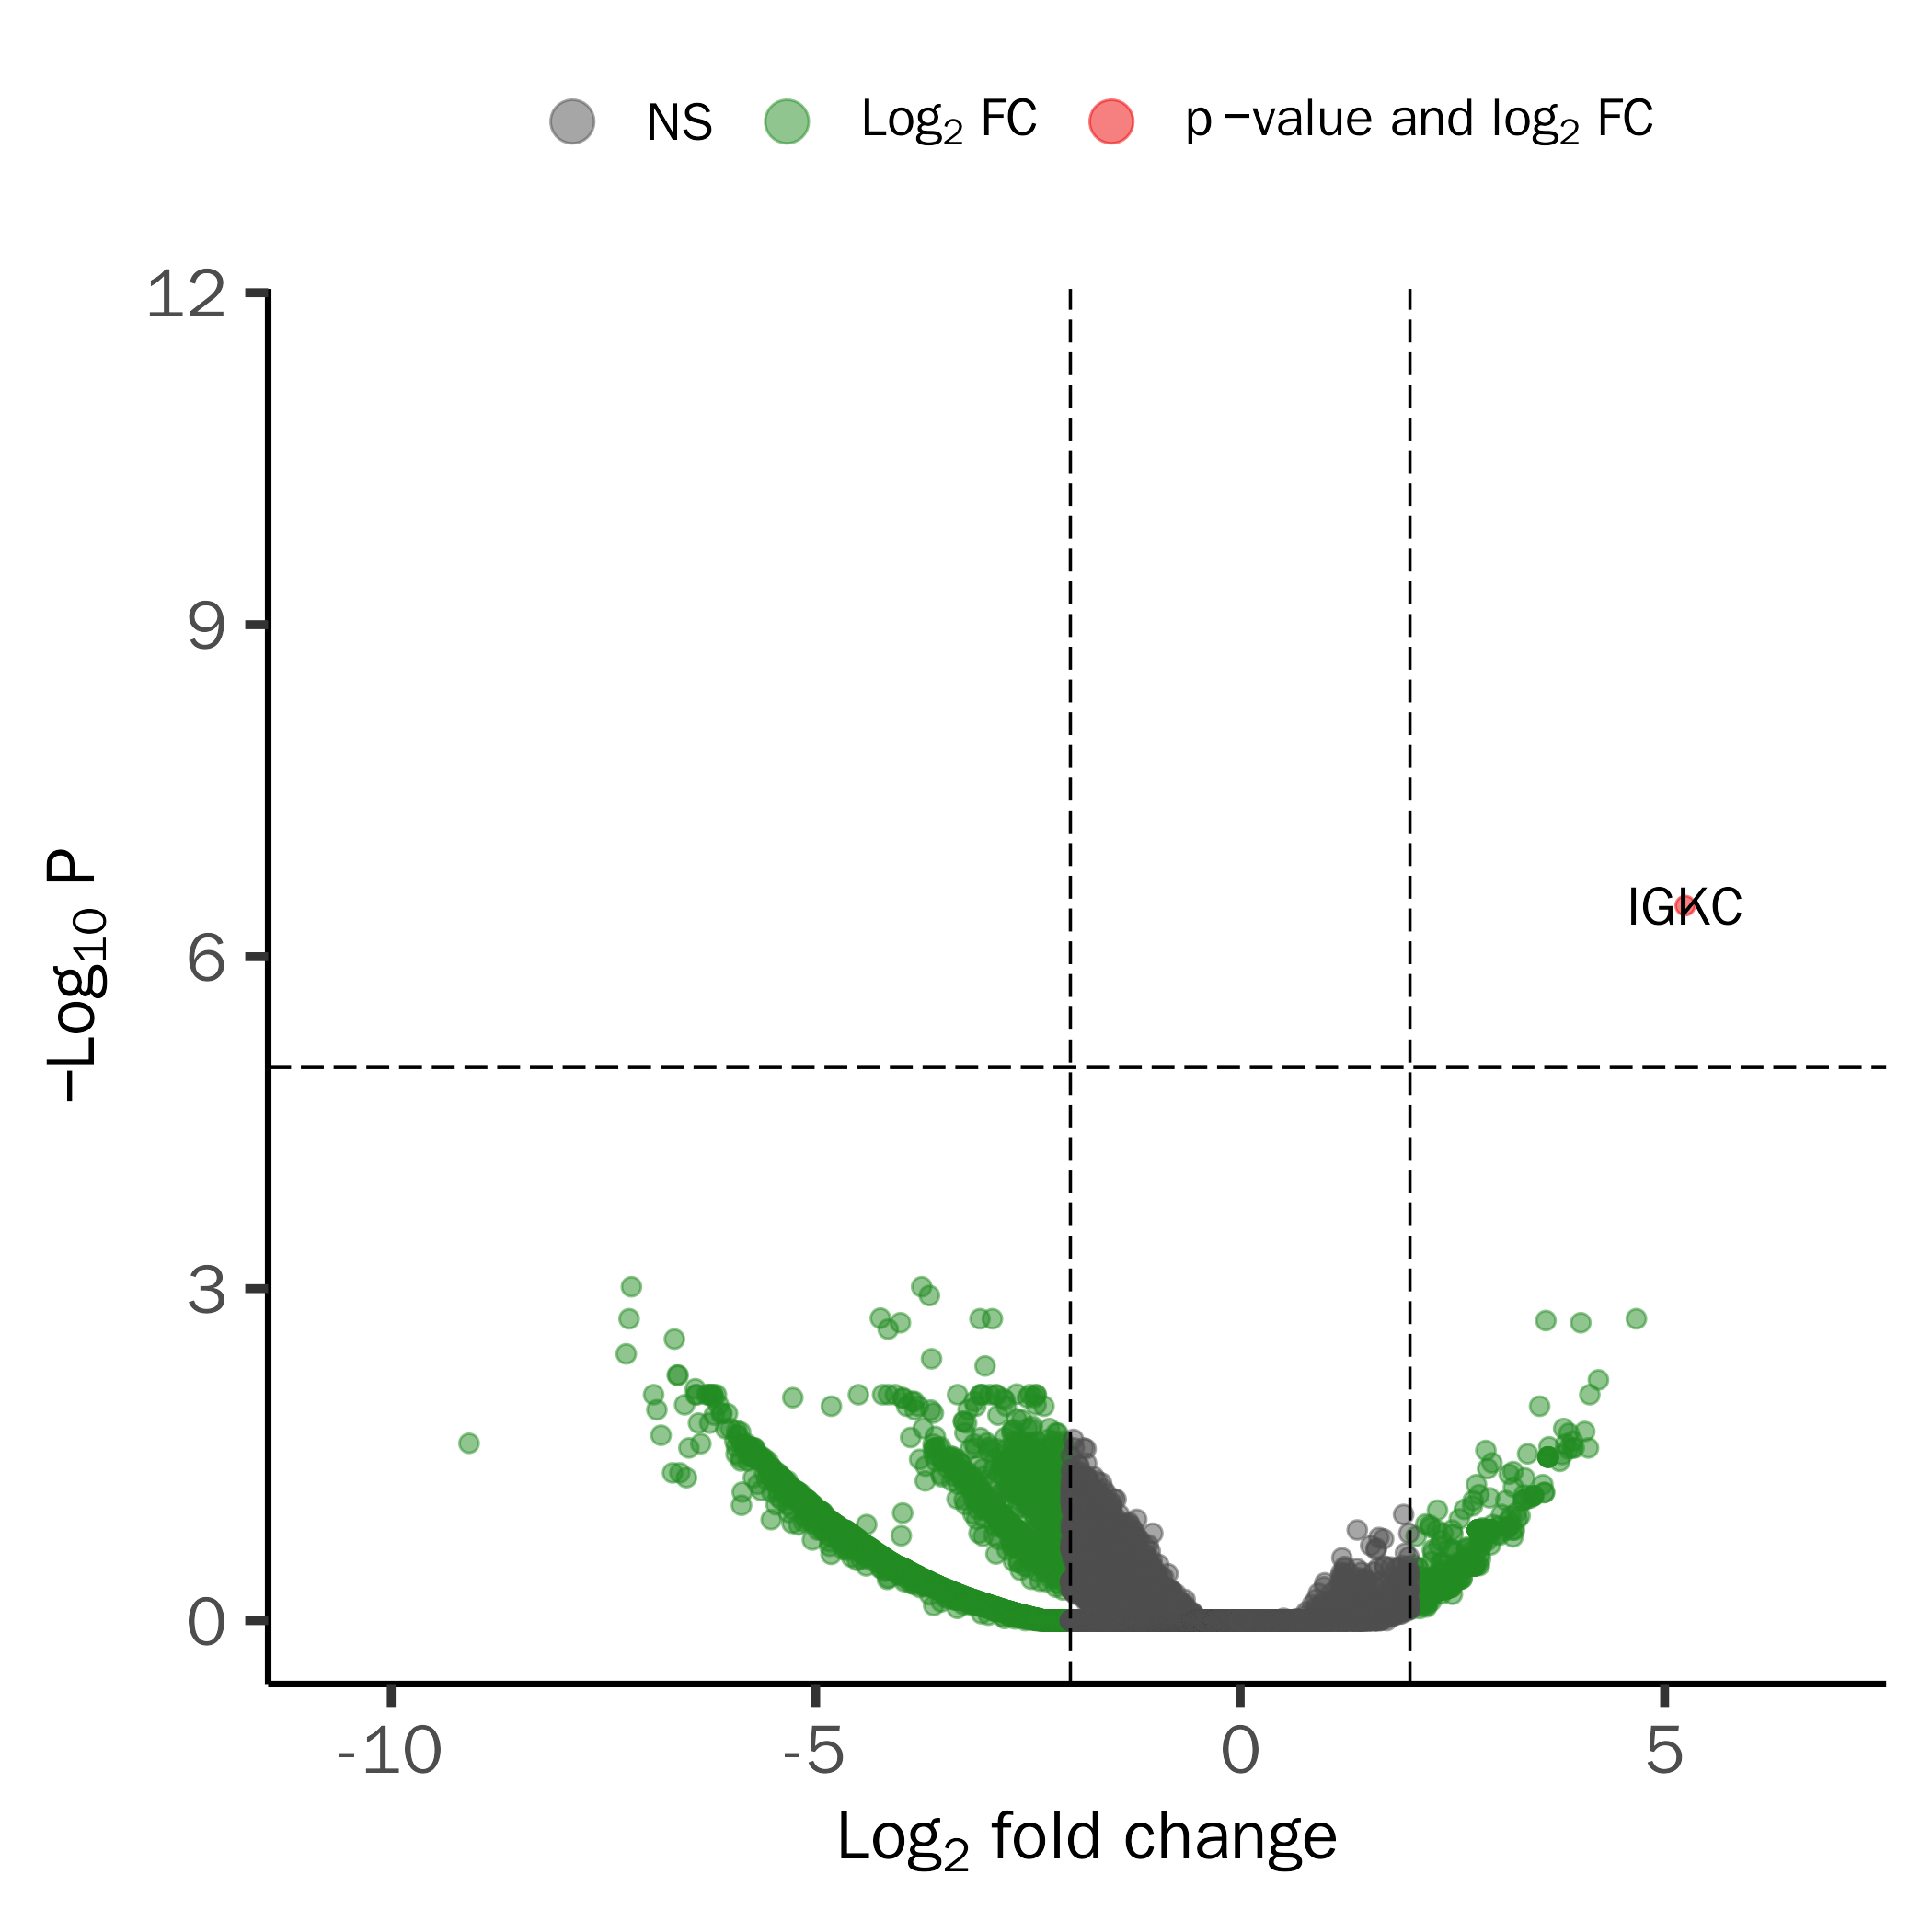 NS Log₂ FC p −value and log₂ FC
12
9
6
3
0
−Log₁₀ P
IGKC
-10 -5 0 5
Log₂ fold change